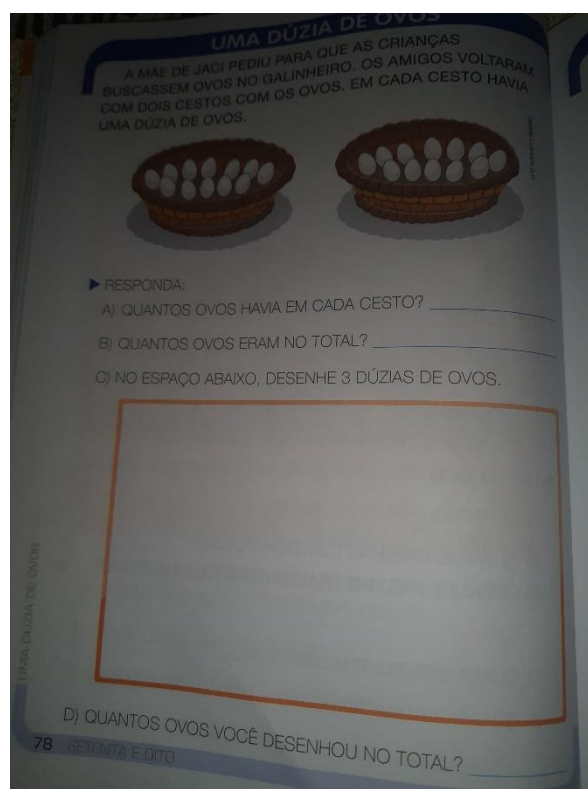 UMA DÚZIA DE OVOS
A MÃE DE JACI PEDIU PARA QUE AS CRIANÇAS
BUSCASSEM OVOS NO GALINHEIRO. OS AMIGOS VOLTARAM
COM DOIS CESTOS COM OS OVOS. EM CADA CESTO HAVIA
UMA DÚZIA DE OVOS.
RESPONDA:
A) QUANTOS OVOS HAVIA EM CADA CESTO?
B) QUANTOS OVOS ERAM NO TOTAL?
C) NO ESPAÇO ABAIXO, DESENHE 3 DÚZIAS DE OVOS.
UMA DÚZIA DE OVOS
D) QUANTOS OVOS VOCÊ DESENHOU NO TOTAL?
78 SETENTA E OITO